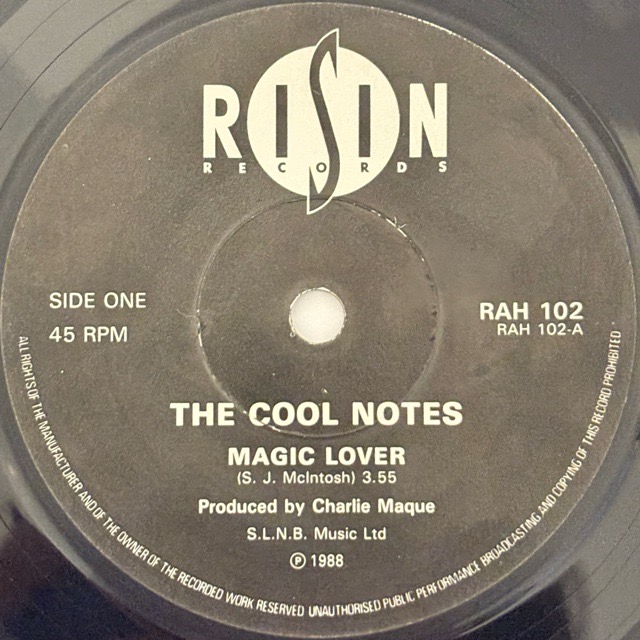 RISIN
RECORDS
SIDE ONE
45 RPM
RAH 102
RAH 102-A
THE COOL NOTES
MAGIC LOVER
(S. J. McIntosh) 3.55
Produced by Charlie Maque
S.L.N.B. Music Ltd
℗ 1988
ALL RIGHTS OF THE MANUFACTURER AND OF THE OWNER OF THE RECORDED WORK RESERVED UNAUTHORISED PUBLIC PERFORMANCE BROADCASTING AND COPYING OF THIS RECORD PROHIBITED